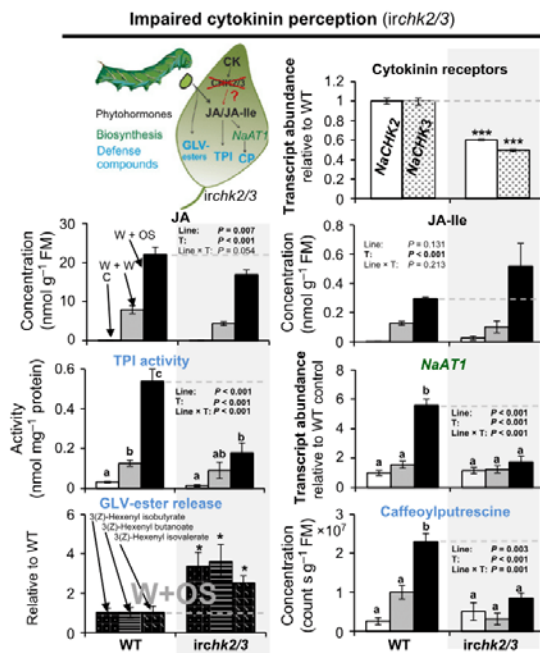 Impaired cytokinin perception (irchk2/3)
CK
CHK2/3
?
Phytohormones
JA/JA-Ile
Biosynthesis
NaAT1
Defense
compounds
GLV-
esters
TPI
CP
irchk2/3
Cytokinin receptors
Transcript abundance
relative to WT
1.2
1
0.8
0.6
0.4
0.2
0
NaCHK2
NaCHK3
***
***
JA
Concentration
(nmol g⁻¹ FM)
30
20
10
0
W + OS
W + W
C
Line: P = 0.007
T: P < 0.001
Line × T: P = 0.054
JA-Ile
Concentration
(nmol g⁻¹ FM)
0.8
0.6
0.4
0.2
0
Line: P = 0.131
T: P < 0.001
Line × T: P = 0.213
TPI activity
Activity
(nmol mg⁻¹ protein)
0.6
0.4
0.2
0
a
b
c
a
ab
b
Line: P < 0.001
T: P < 0.001
Line × T: P < 0.001
NaAT1
Transcript abundance
relative to WT control
8
6
4
2
0
a
a
b
a
a
a
Line: P < 0.001
T: P < 0.001
Line × T: P < 0.001
GLV-ester release
Relative to WT
6
4
2
0
3(Z)-Hexenyl isobutyrate
3(Z)-Hexenyl butanoate
3(Z)-Hexenyl isovalerate
W+OS
*
*
*
WT
irchk2/3
Caffeoylputrescine
Concentration
(count s g⁻¹ FM)
×10⁷
3
2
1
0
a
a
b
a
a
a
Line: P = 0.003
T: P < 0.001
Line × T: P = 0.001
WT
irchk2/3